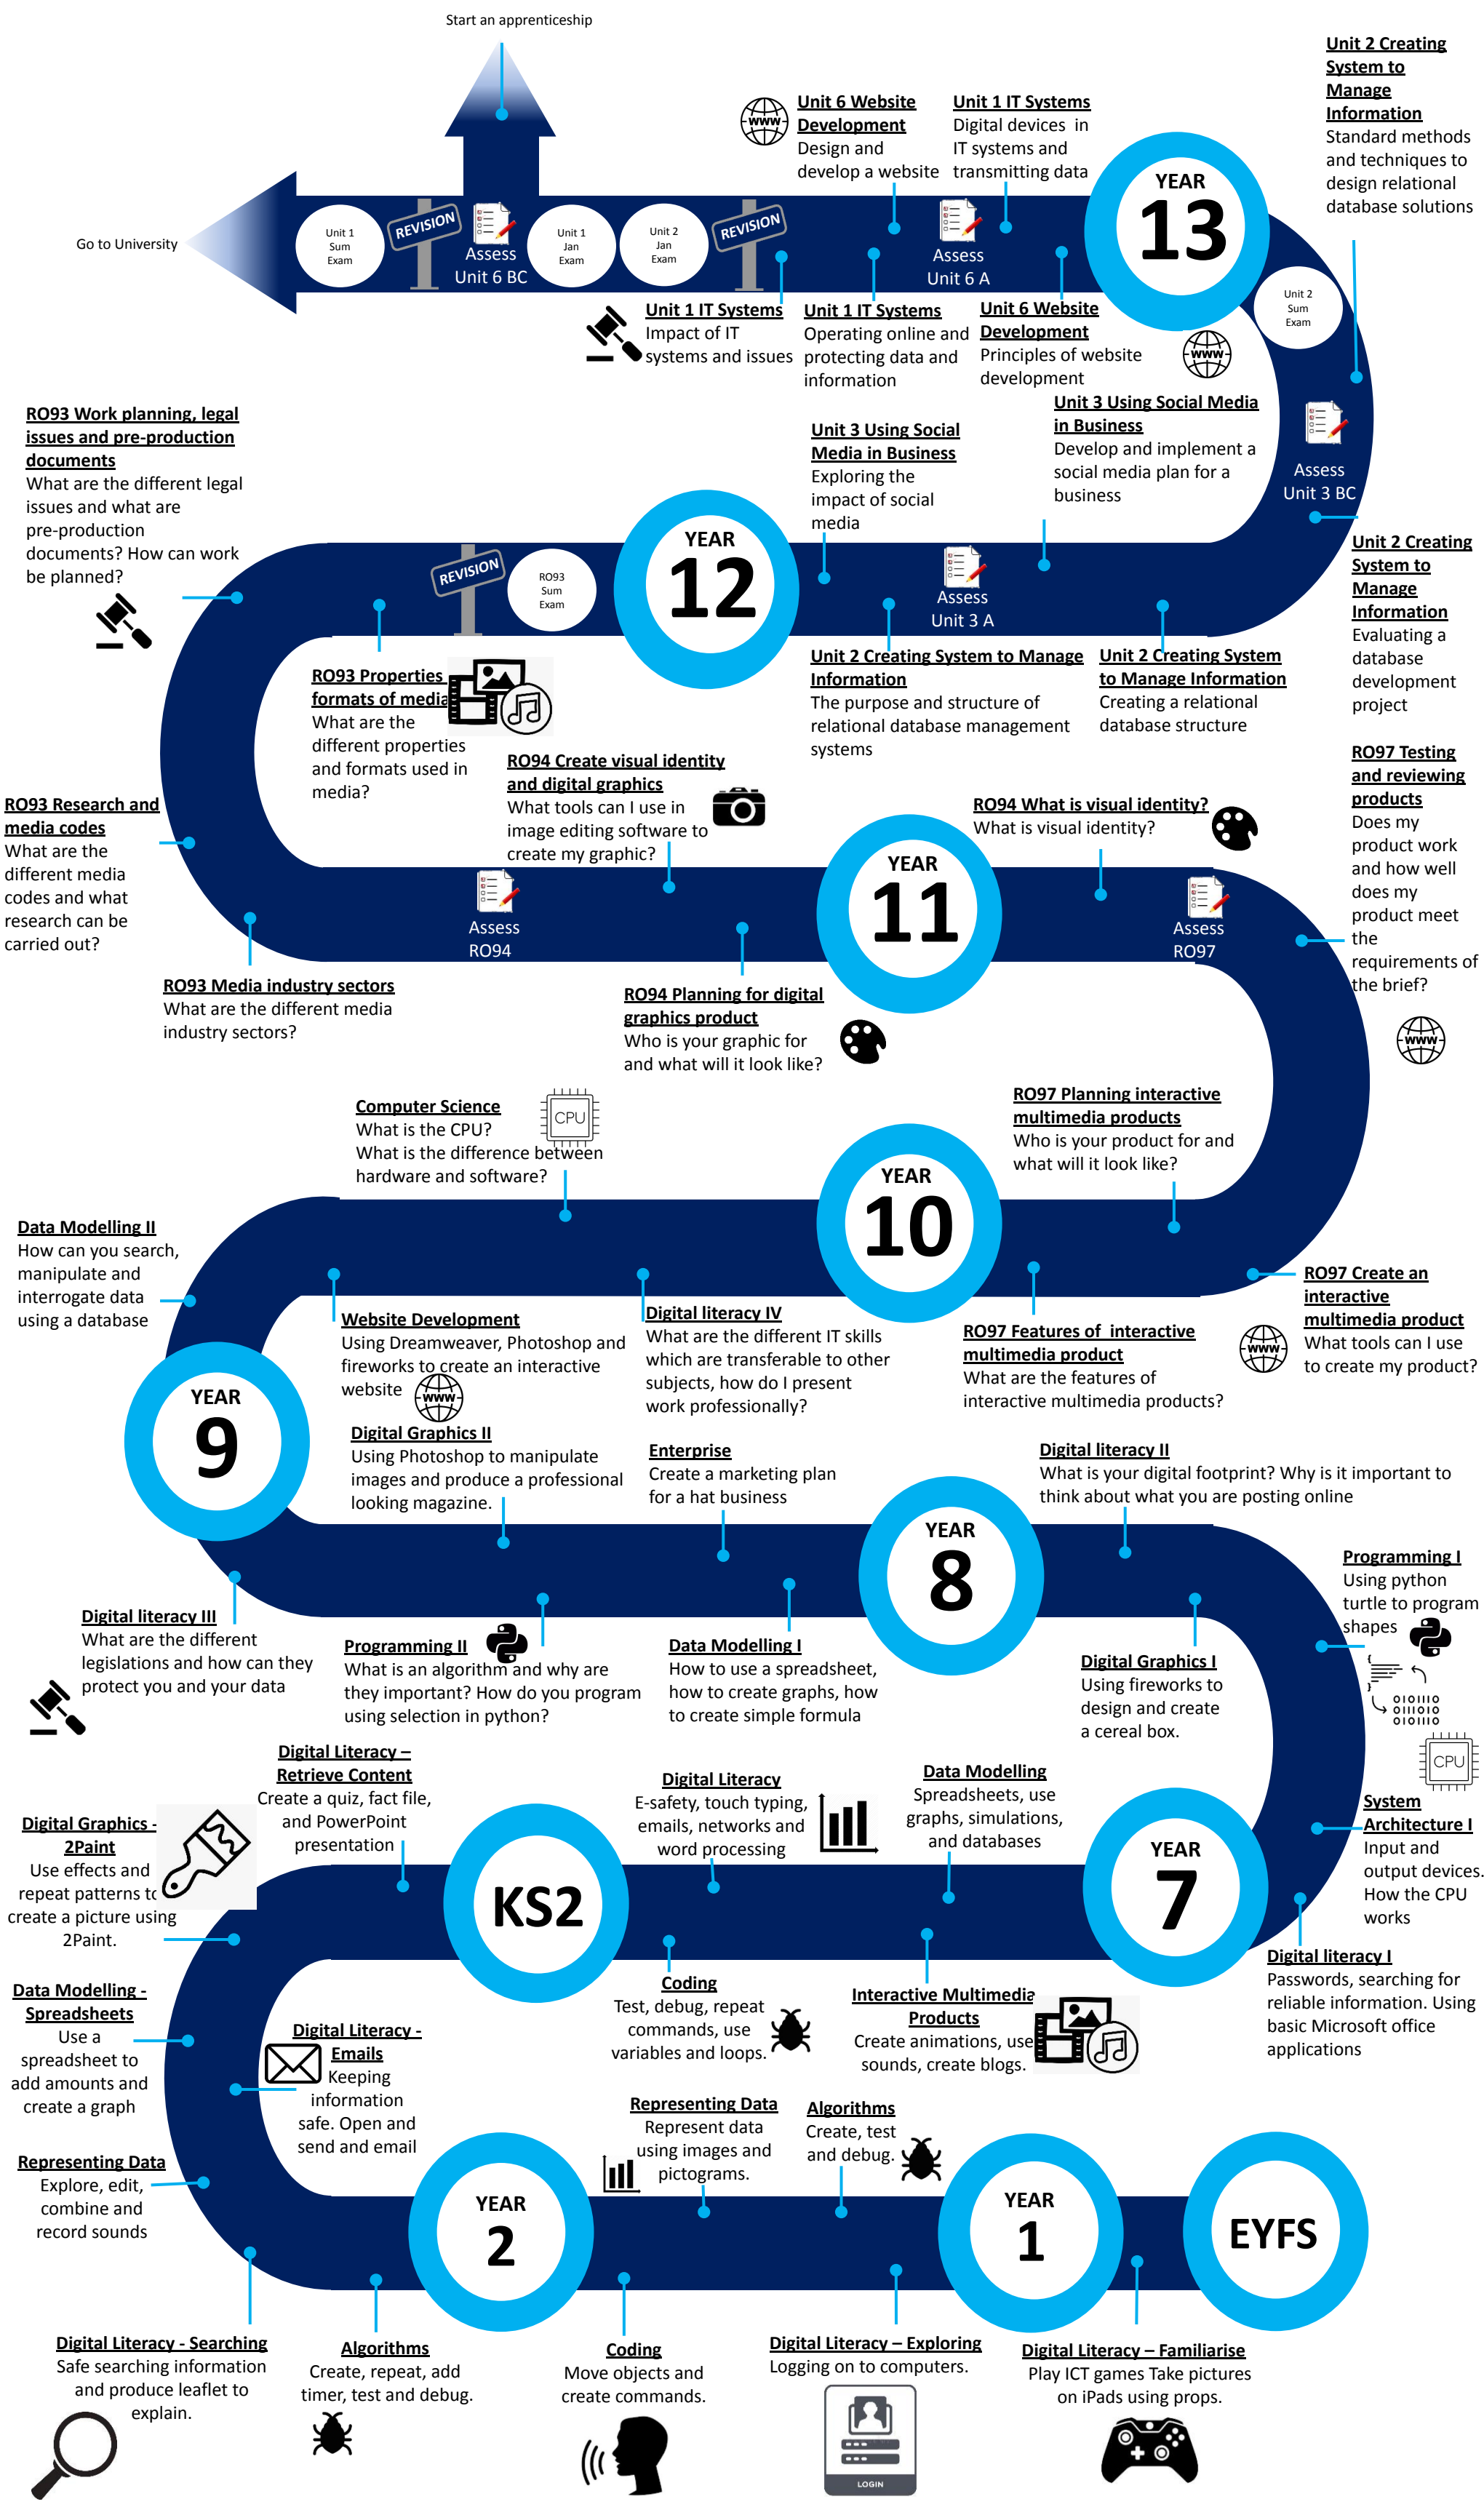 Start an apprenticeship
Go to University
Unit 1
Sum
Exam
REVISION
Assess
Unit 6 BC
Unit 1
Jan
Exam
Unit 2
Jan
Exam
REVISION
Assess
Unit 6 A
YEAR
13
WWW
Unit 6 Website
Development
Design and
develop a website
Unit 1 IT Systems
Digital devices in
IT systems and
transmitting data
Unit 2 Creating
System to
Manage
Information
Standard methods
and techniques to
design relational
database solutions
Unit 1 IT Systems
Impact of IT
systems and issues
Unit 1 IT Systems
Operating online and
protecting data and
information
Unit 6 Website
Development
Principles of website
development
WWW
Unit 2
Sum
Exam
Assess
Unit 3 BC
RO93 Work planning, legal
issues and pre-production
documents
What are the different legal
issues and what are
pre-production
documents? How can work
be planned?
Unit 3 Using Social
Media in Business
Exploring the
impact of social
media
Unit 3 Using Social Media
in Business
Develop and implement a
social media plan for a
business
REVISION
RO93
Sum
Exam
YEAR
12
Assess
Unit 3 A
Unit 2 Creating
System to
Manage
Information
Evaluating a
database
development
project
RO93 Properties
formats of media
What are the
different properties
and formats used in
media?
Unit 2 Creating System to Manage
Information
The purpose and structure of
relational database management
systems
Unit 2 Creating System
to Manage Information
Creating a relational
database structure
RO93 Research and
media codes
What are the
different media
codes and what
research can be
carried out?
RO94 Create visual identity
and digital graphics
What tools can I use in
image editing software to
create my graphic?
RO94 What is visual identity?
What is visual identity?
RO97 Testing
and reviewing
products
Does my
product work
and how well
does my
product meet
the
requirements of
the brief?
WWW
Assess
RO94
YEAR
11
Assess
RO97
RO93 Media industry sectors
What are the different media
industry sectors?
RO94 Planning for digital
graphics product
Who is your graphic for
and what will it look like?
Computer Science
What is the CPU?
What is the difference between
hardware and software?
CPU
RO97 Planning interactive
multimedia products
Who is your product for and
what will it look like?
YEAR
10
Data Modelling II
How can you search,
manipulate and
interrogate data
using a database
Website Development
Using Dreamweaver, Photoshop and
fireworks to create an interactive
website
WWW
Digital literacy IV
What are the different IT skills
which are transferable to other
subjects, how do I present
work professionally?
RO97 Features of interactive
multimedia product
What are the features of
interactive multimedia products?
WWW
RO97 Create an
interactive
multimedia product
What tools can I use
to create my product?
YEAR
9
Digital Graphics II
Using Photoshop to manipulate
images and produce a professional
looking magazine.
Enterprise
Create a marketing plan
for a hat business
YEAR
8
Digital literacy II
What is your digital footprint? Why is it important to
think about what you are posting online
Programming I
Using python
turtle to program
shapes
010110
011110
010110
CPU
Digital literacy III
What are the different
legislations and how can they
protect you and your data
Programming II
What is an algorithm and why are
they important? How do you program
using selection in python?
Data Modelling I
How to use a spreadsheet,
how to create graphs, how
to create simple formula
Digital Graphics I
Using fireworks to
design and create
a cereal box.
System
Architecture I
Input and
output devices.
How the CPU
works
Digital Literacy –
Retrieve Content
Create a quiz, fact file,
and PowerPoint
presentation
KS2
Digital Literacy
E-safety, touch typing,
emails, networks and
word processing
Data Modelling
Spreadsheets, use
graphs, simulations,
and databases
YEAR
7
Digital Graphics -
2Paint
Use effects and
repeat patterns to
create a picture using
2Paint.
Digital literacy I
Passwords, searching for
reliable information. Using
basic Microsoft office
applications
Coding
Test, debug, repeat
commands, use
variables and loops.
Interactive Multimedia
Products
Create animations, use
sounds, create blogs.
Data Modelling -
Spreadsheets
Use a
spreadsheet to
add amounts and
create a graph
Digital Literacy -
Emails
Keeping
information
safe. Open and
send and email
Representing Data
Represent data
using images and
pictograms.
Algorithms
Create, test
and debug.
Representing Data
Explore, edit,
combine and
record sounds
YEAR
2
YEAR
1
EYFS
Digital Literacy - Searching
Safe searching information
and produce leaflet to
explain.
Algorithms
Create, repeat, add
timer, test and debug.
Coding
Move objects and
create commands.
Digital Literacy – Exploring
Logging on to computers.
LOGIN
Digital Literacy – Familiarise
Play ICT games Take pictures
on iPads using props.